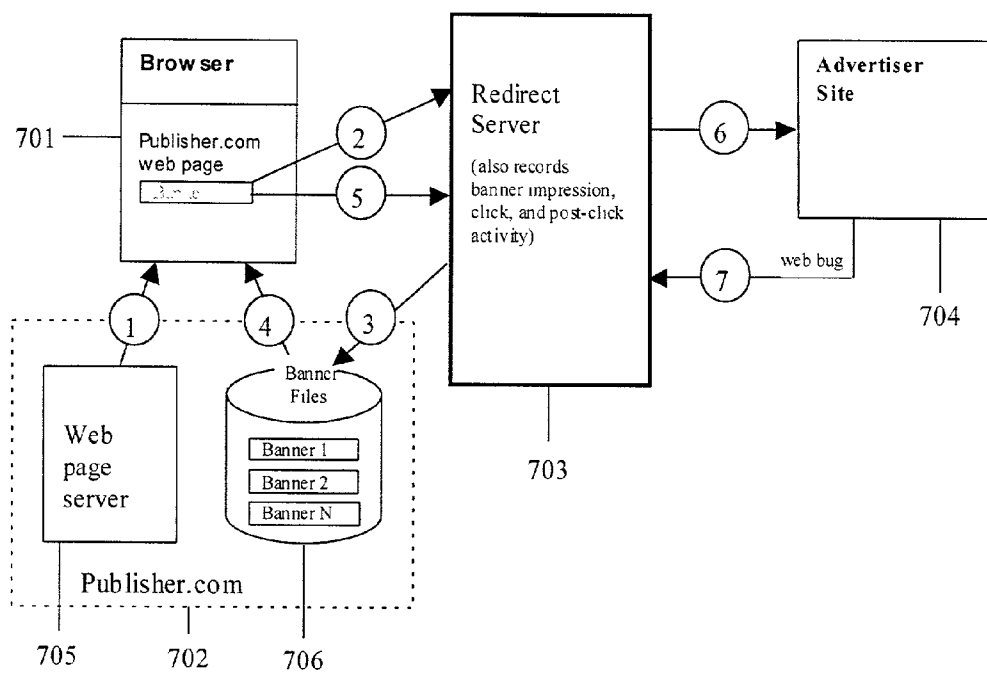 Browser
701
Publisher.com
web page
2
5
Redirect
Server
(also records
banner impression,
click, and post-click
activity)
6
Advertiser
Site
web bug
7
704
1
4
3
Banner
Files
Web
page
server
Banner 1
Banner 2
Banner N
703
Publisher.com
705
702
706